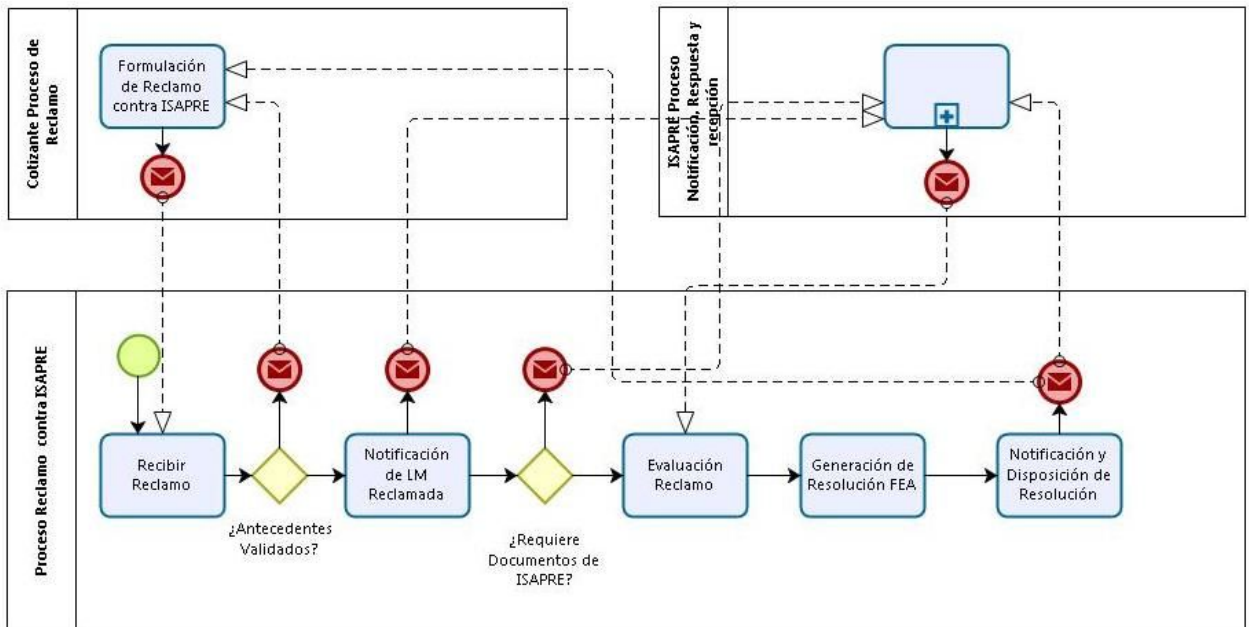 Cotizante Proceso de
Reclamo
Formulación
de Reclamo
contra ISAPRE
ISAPRE Proceso
Notificación, Respuesta y
recepción
Proceso Reclamo contra ISAPRE
Recibir
Reclamo
¿Antecedentes
Validados?
Notificación
de LM
Reclamada
¿Requiere
Documentos de
ISAPRE?
Evaluación
Reclamo
Generación de
Resolución FEA
Notificación y
Disposición de
Resolución